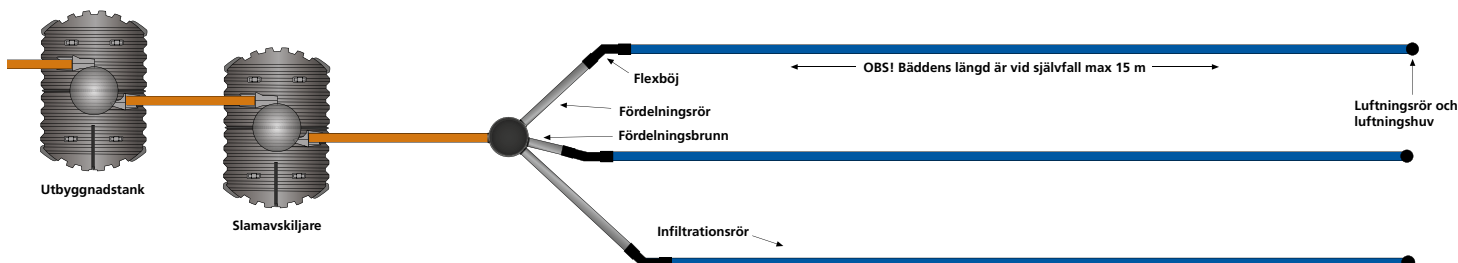 Flexböj
OBS! Bäddens längd är vid självfall max 15 m
Fördelningsrör
Fördelningsbrunn
Luftningsrör och
luftningshuv
Utbyggnadstank
Slamavskiljare
Infiltrationsrör